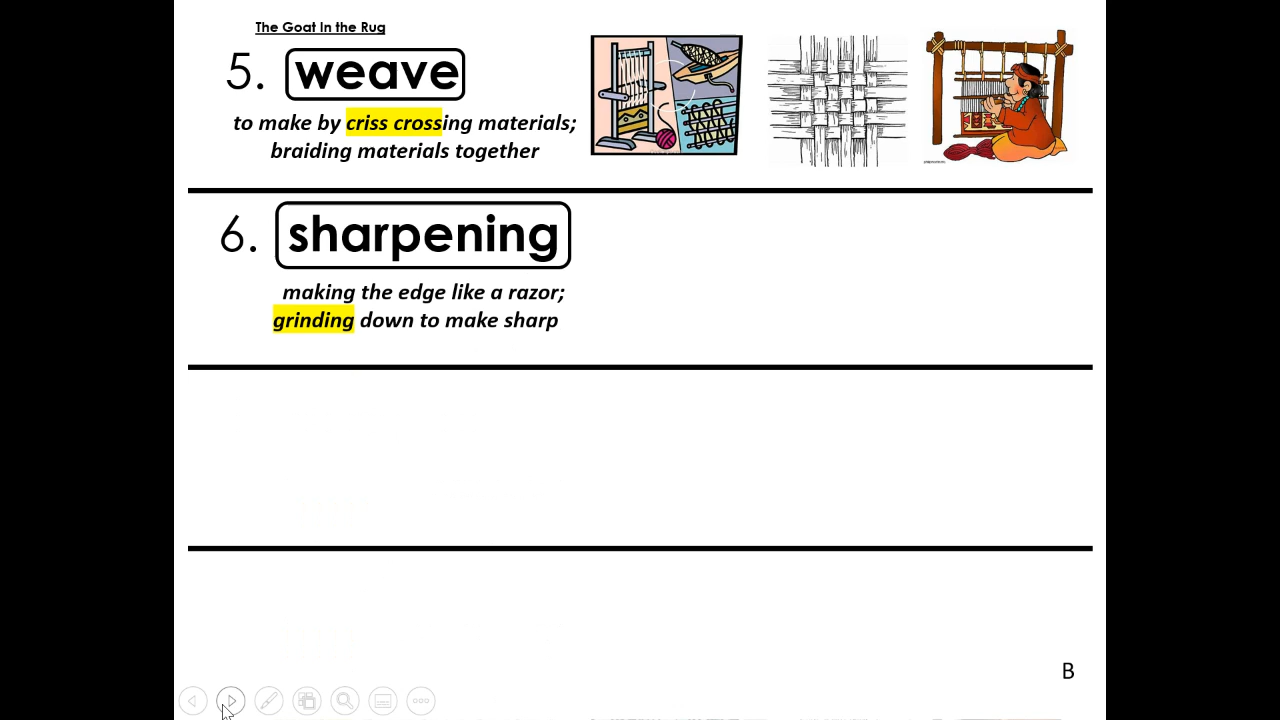 The Goat In the Rug
5. weave
to make by criss crossing materials;
braiding materials together
6. sharpening
making the edge like a razor;
grinding down to make sharp
B